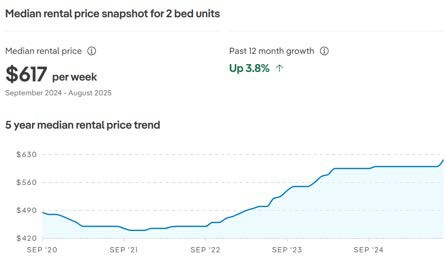 Median rental price snapshot for 2 bed units
Median rental price ⓘ
Past 12 month growth ⓘ
$617 per week
Up 3.8% ↑
September 2024 - August 2025
5 year median rental price trend
$630
$560
$490
$420
SEP '20
SEP '21
SEP '22
SEP '23
SEP '24